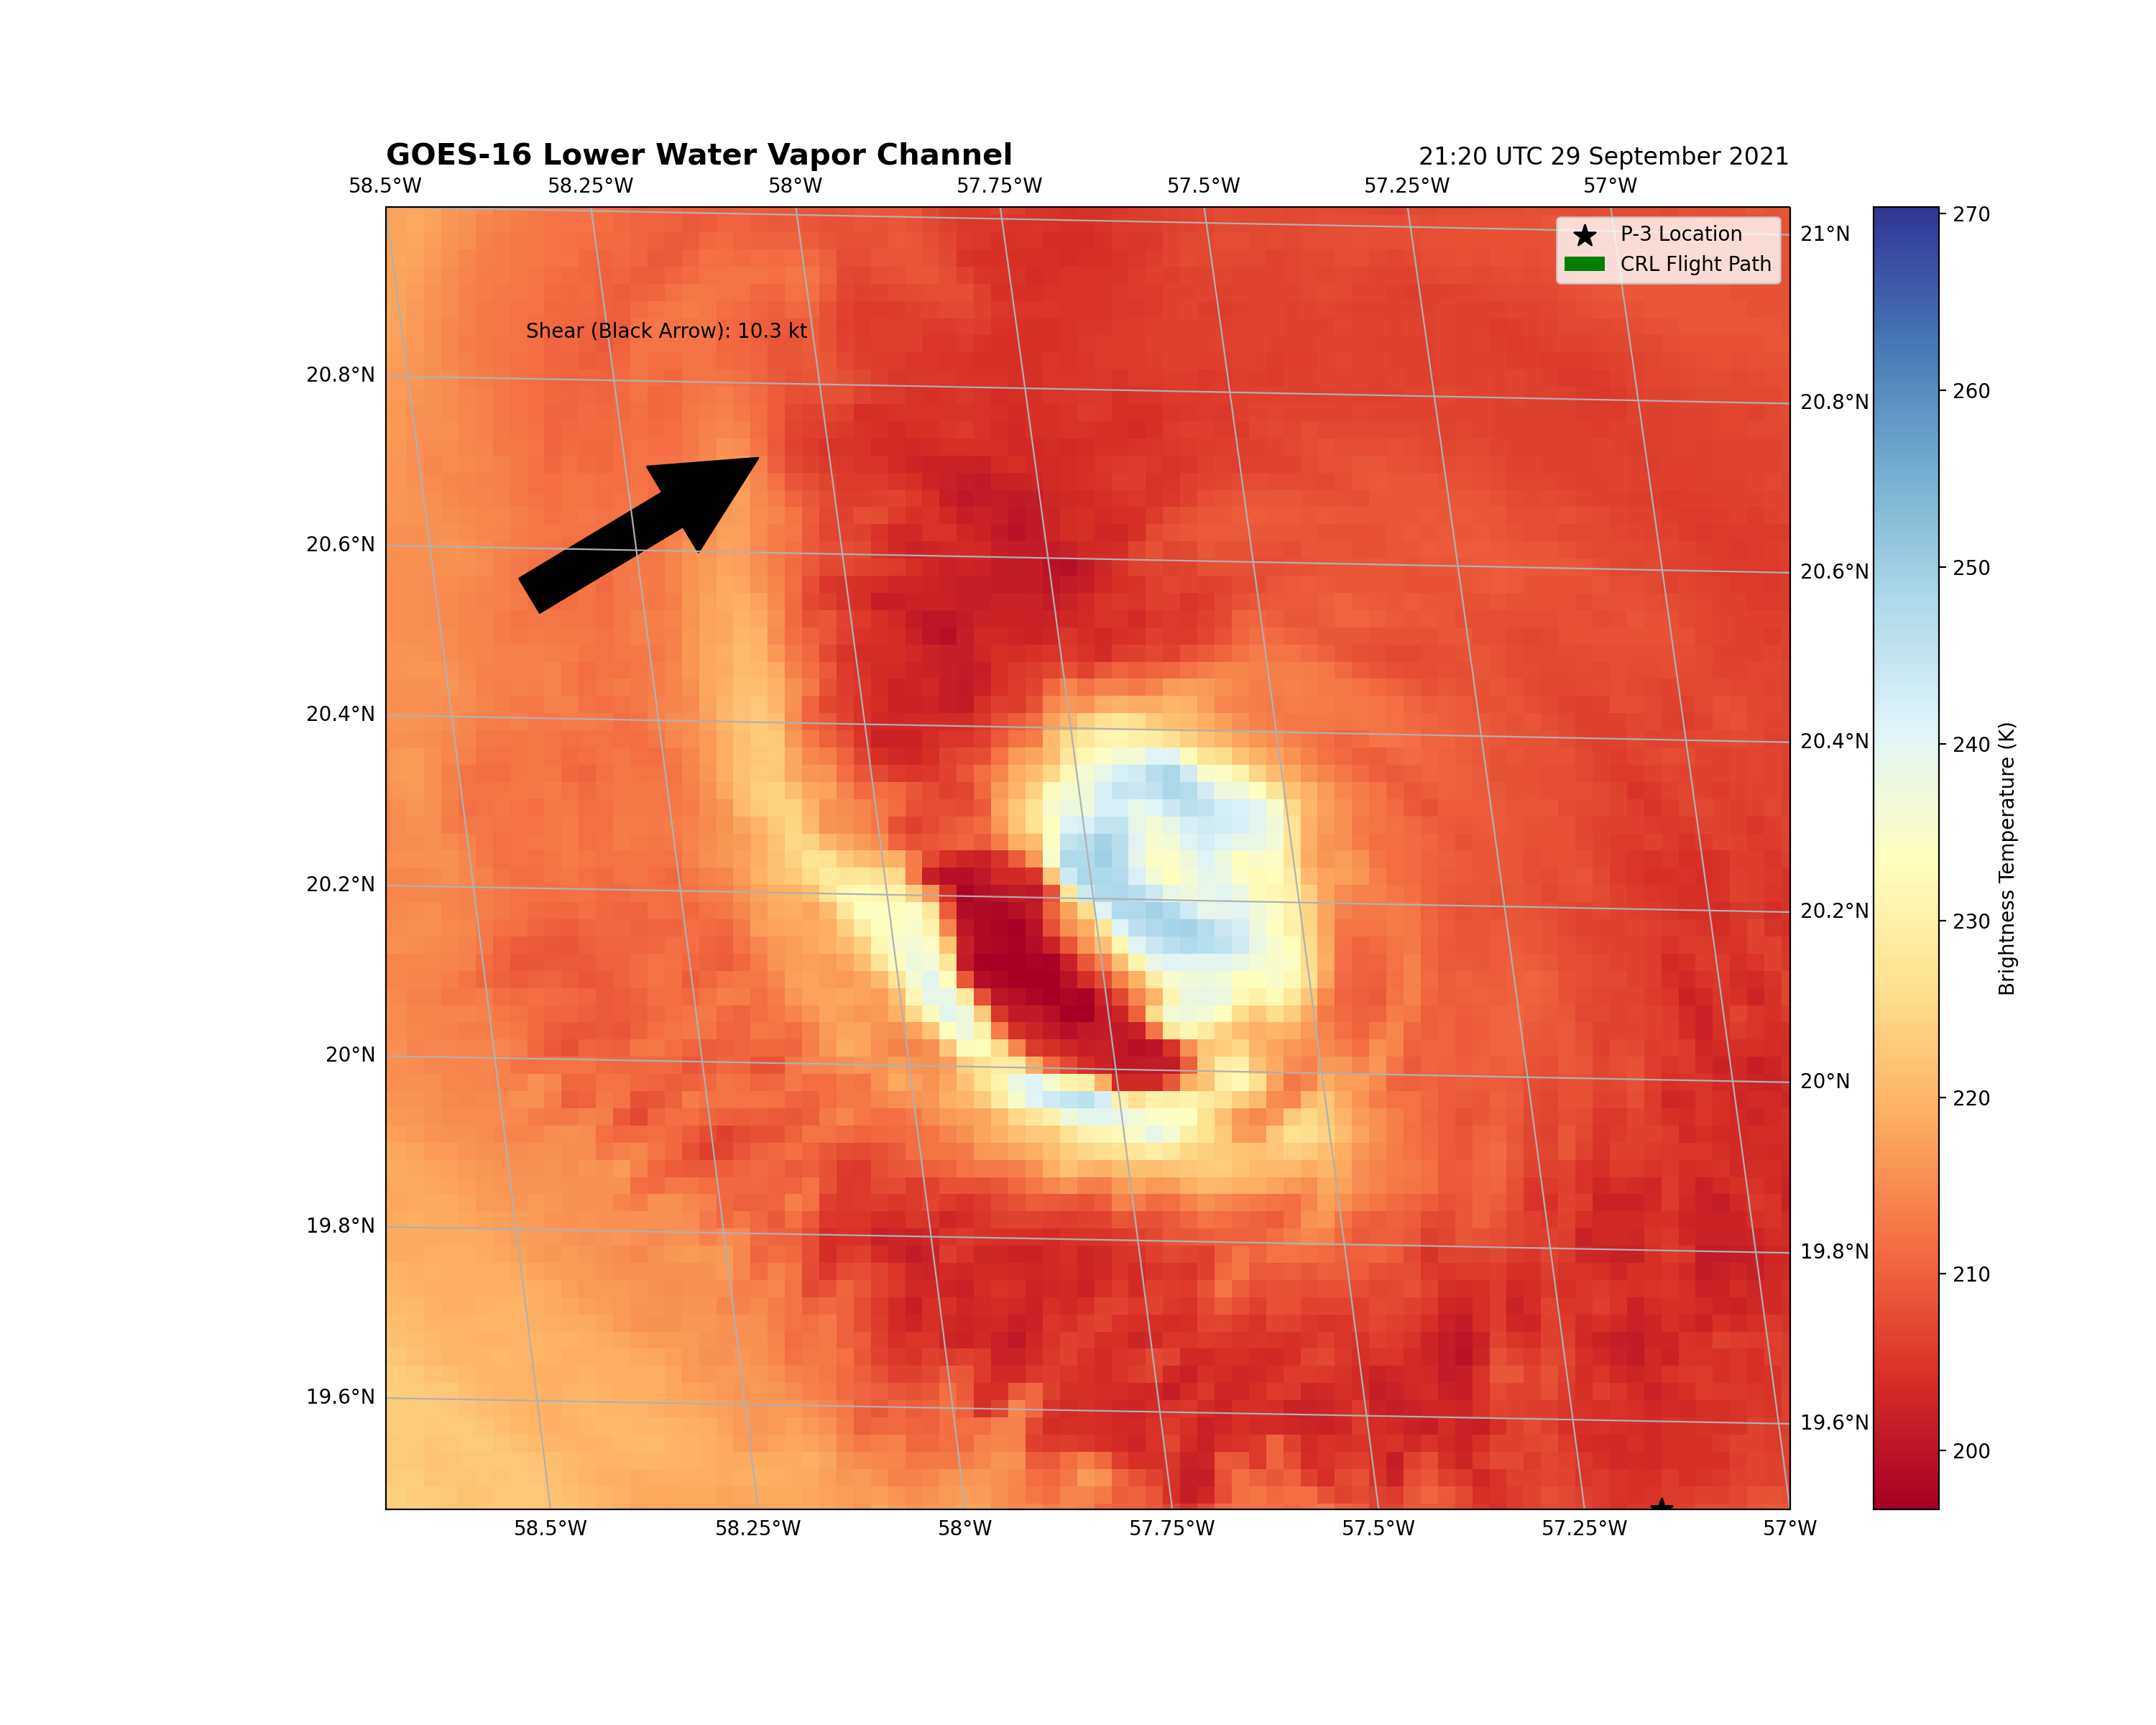 GOES-16 Lower Water Vapor Channel
21:20 UTC 29 September 2021
58.5°W 58.25°W 58°W 57.75°W 57.5°W 57.25°W 57°W
P-3 Location
CRL Flight Path
Shear (Black Arrow): 10.3 kt
20.8°N
20.6°N
20.4°N
20.2°N
20°N
19.8°N
19.6°N
21°N
20.8°N
20.6°N
20.4°N
20.2°N
20°N
19.8°N
19.6°N
58.5°W 58.25°W 58°W 57.75°W 57.5°W 57.25°W 57°W
270
260
250
240
230
220
210
200
Brightness Temperature (K)